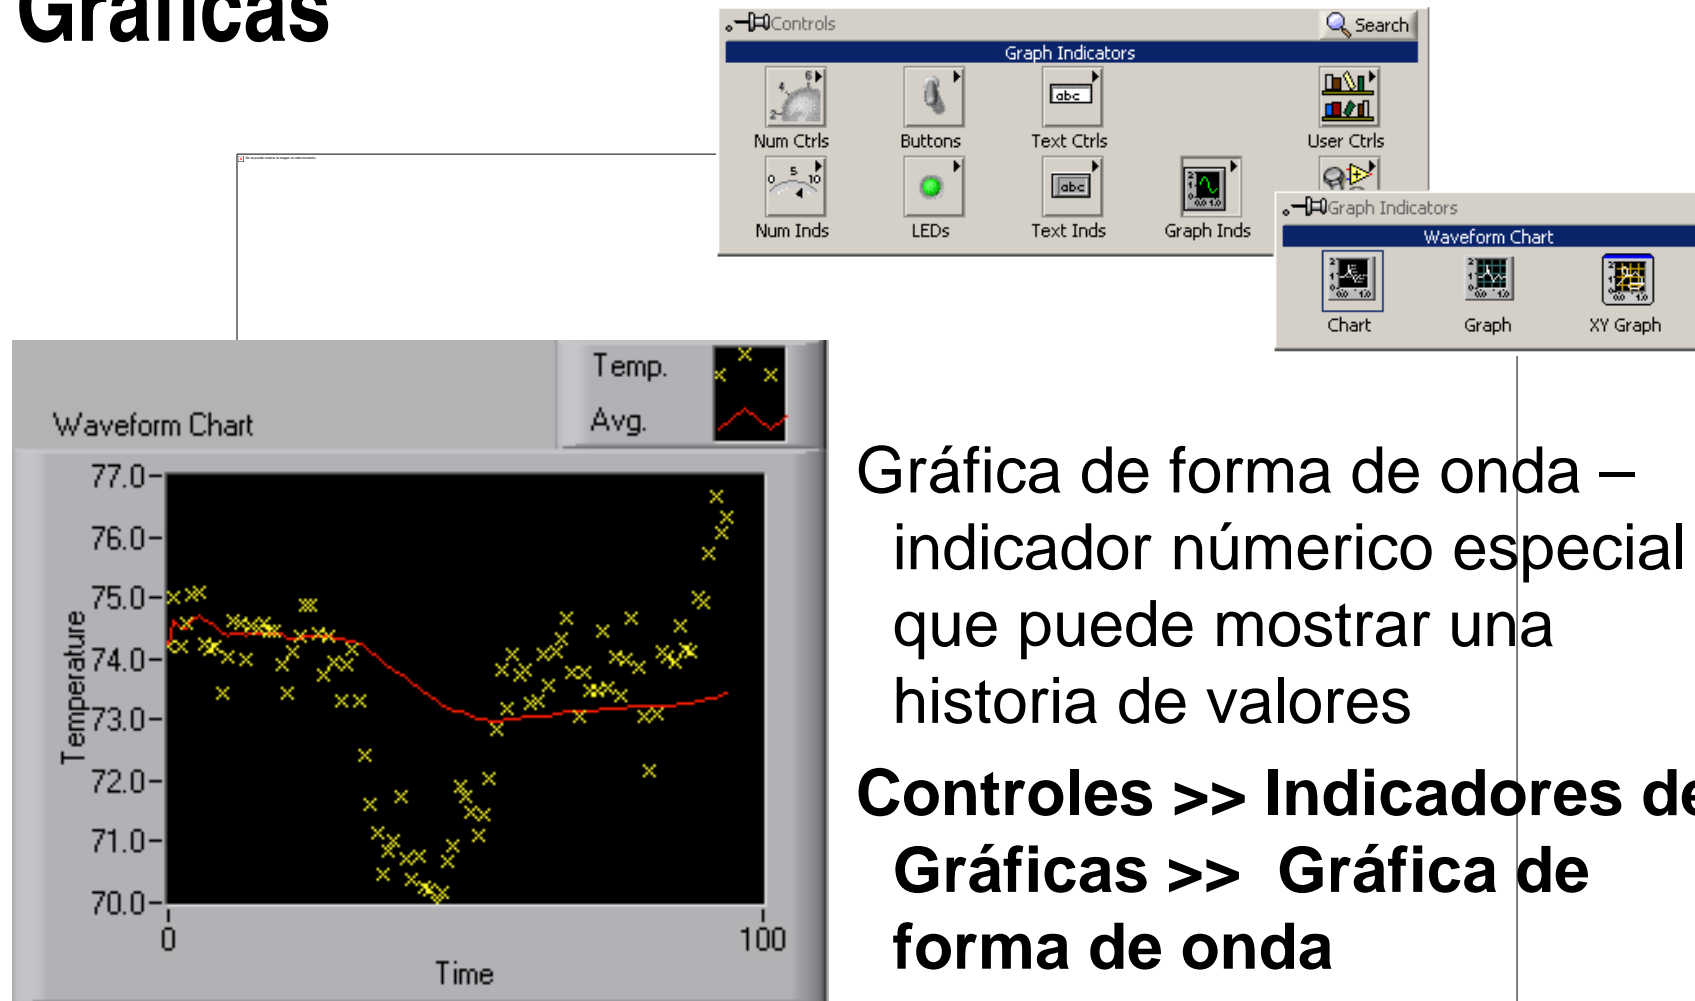 Gráficas
Controls
Search
Graph Indicators
Num Ctrls
Buttons
Text Ctrls
User Ctrls
Num Inds
LEDs
Text Inds
Graph Inds
Graph Indicators
Waveform Chart
Chart
Graph
XY Graph
Temp.
Avg.
Waveform Chart
77.0
76.0
75.0
74.0
73.0
72.0
71.0
70.0
Temperature
0
100
Time
Gráfica de forma de onda –
indicador númerico especial
que puede mostrar una
historia de valores
Controles >> Indicadores de
Gráficas >> Gráfica de
forma de onda